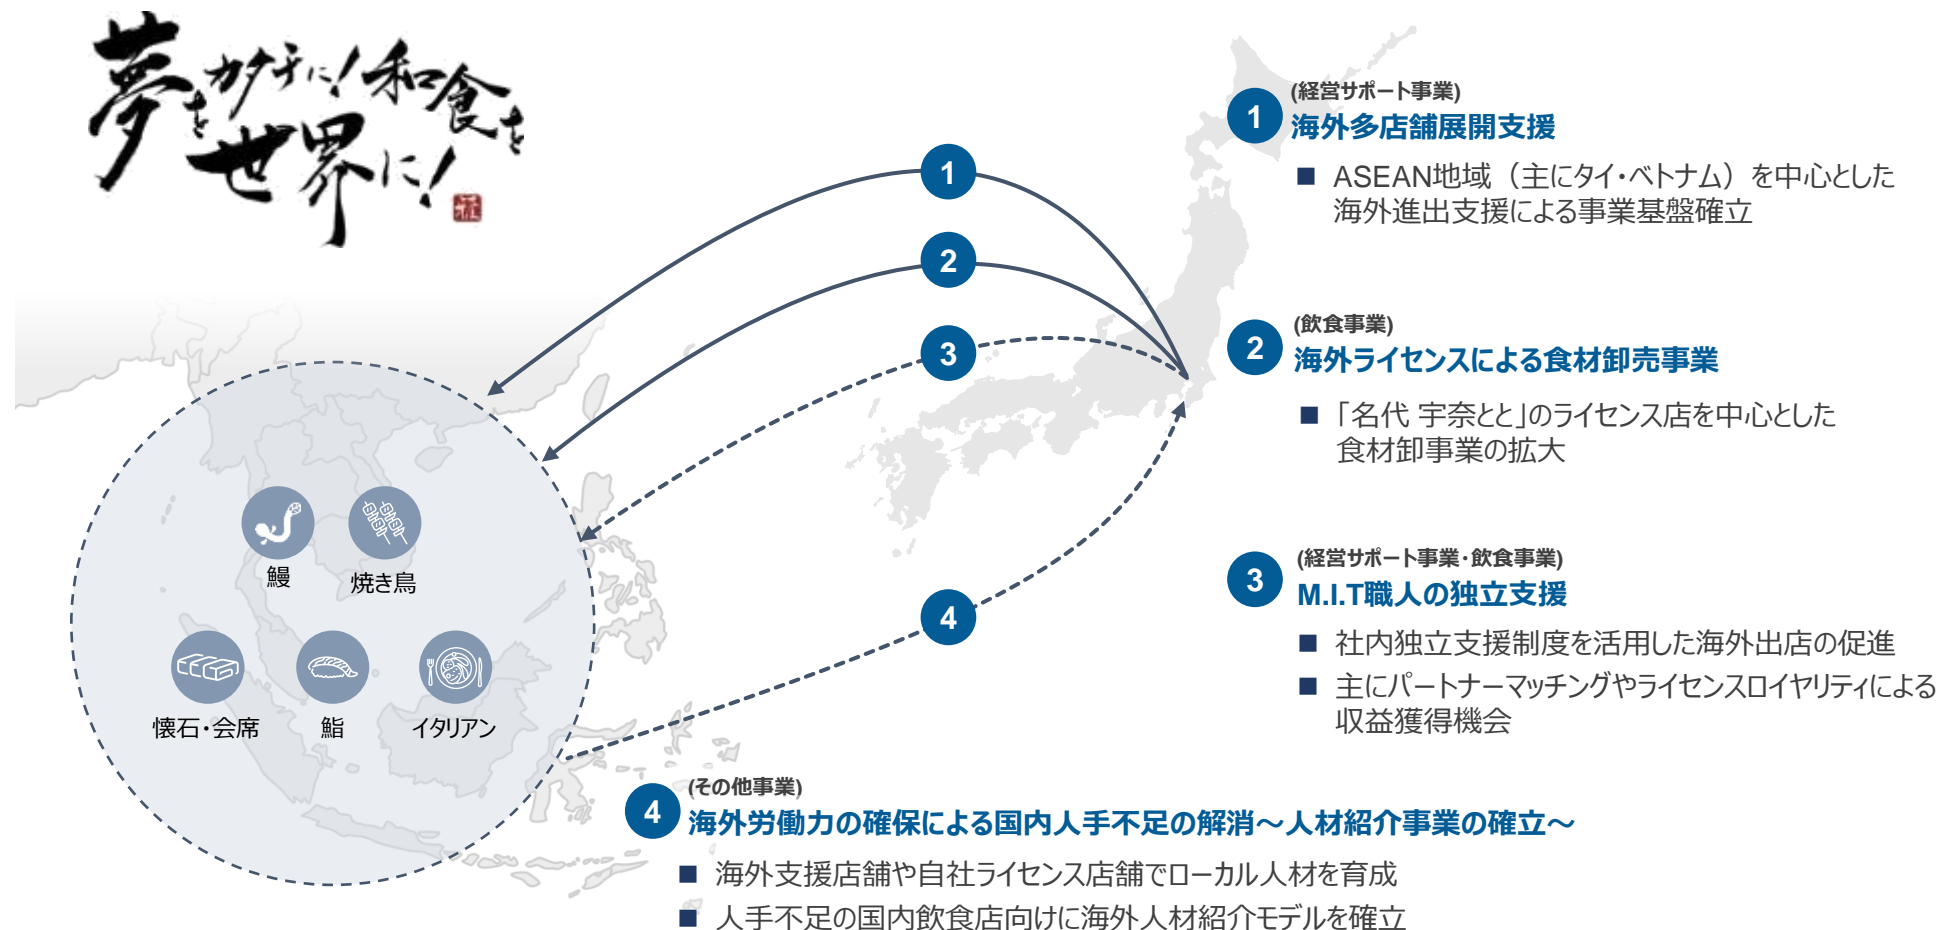 夢をカタチに!和食を
世界に!
1
(経営サポート事業)
海外多店舗展開支援
■ ASEAN地域（主にタイ・ベトナム）を中心とした
海外進出支援による事業基盤確立
2
(飲食事業)
海外ライセンスによる食材卸売事業
■ 「名代 宇奈とと」のライセンス店を中心とした
食材卸事業の拡大
3
(経営サポート事業・飲食事業)
M.I.T職人の独立支援
■ 社内独立支援制度を活用した海外出店の促進
■ 主にパートナーマッチングやライセンスロイヤリティによる
収益獲得機会
4
(その他事業)
海外労働力の確保による国内人手不足の解消～人材紹介事業の確立～
■ 海外支援店舗や自社ライセンス店舗でローカル人材を育成
■ 人手不足の国内飲食店向けに海外人材紹介モデルを確立
1
2
3
4
鰻
焼き鳥
懐石・会席
鮨
イタリアン